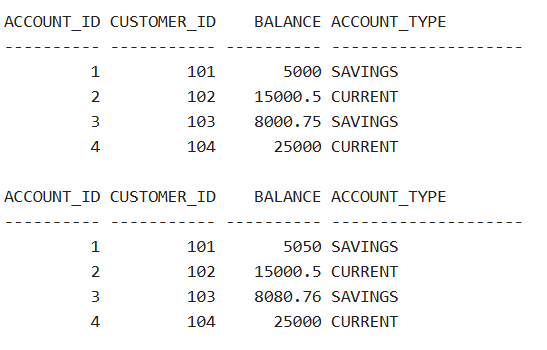 ACCOUNT_ID CUSTOMER_ID    BALANCE ACCOUNT_TYPE
---------- ----------- ---------- --------------------
         1         101       5000 SAVINGS
         2         102    15000.5 CURRENT
         3         103    8000.75 SAVINGS
         4         104      25000 CURRENT

ACCOUNT_ID CUSTOMER_ID    BALANCE ACCOUNT_TYPE
---------- ----------- ---------- --------------------
         1         101       5050 SAVINGS
         2         102    15000.5 CURRENT
         3         103    8080.76 SAVINGS
         4         104      25000 CURRENT